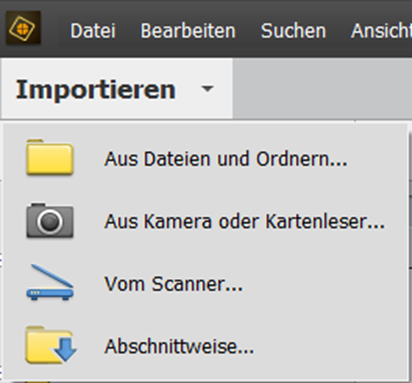 Datei Bearbeiten Suchen Ansicht
Importieren
Aus Dateien und Ordnern...
Aus Kamera oder Kartenleser...
Vom Scanner...
Abschnittweise...